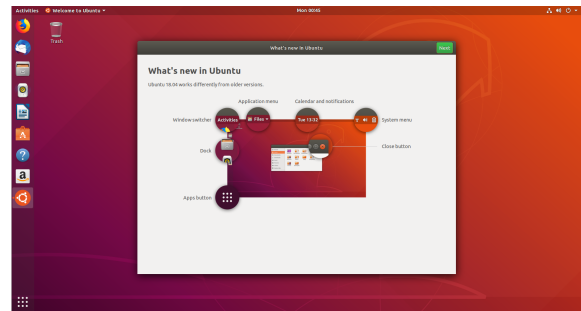 Activities Welcome to Ubuntu Mon 00:45
Trash
What's new in Ubuntu Next
What's new in Ubuntu
Ubuntu 18.04 works differently from older versions.
Application menu Calendar and notifications
Window switcher Activities Files Tue 13:32 System menu
Dock Close button
Apps button